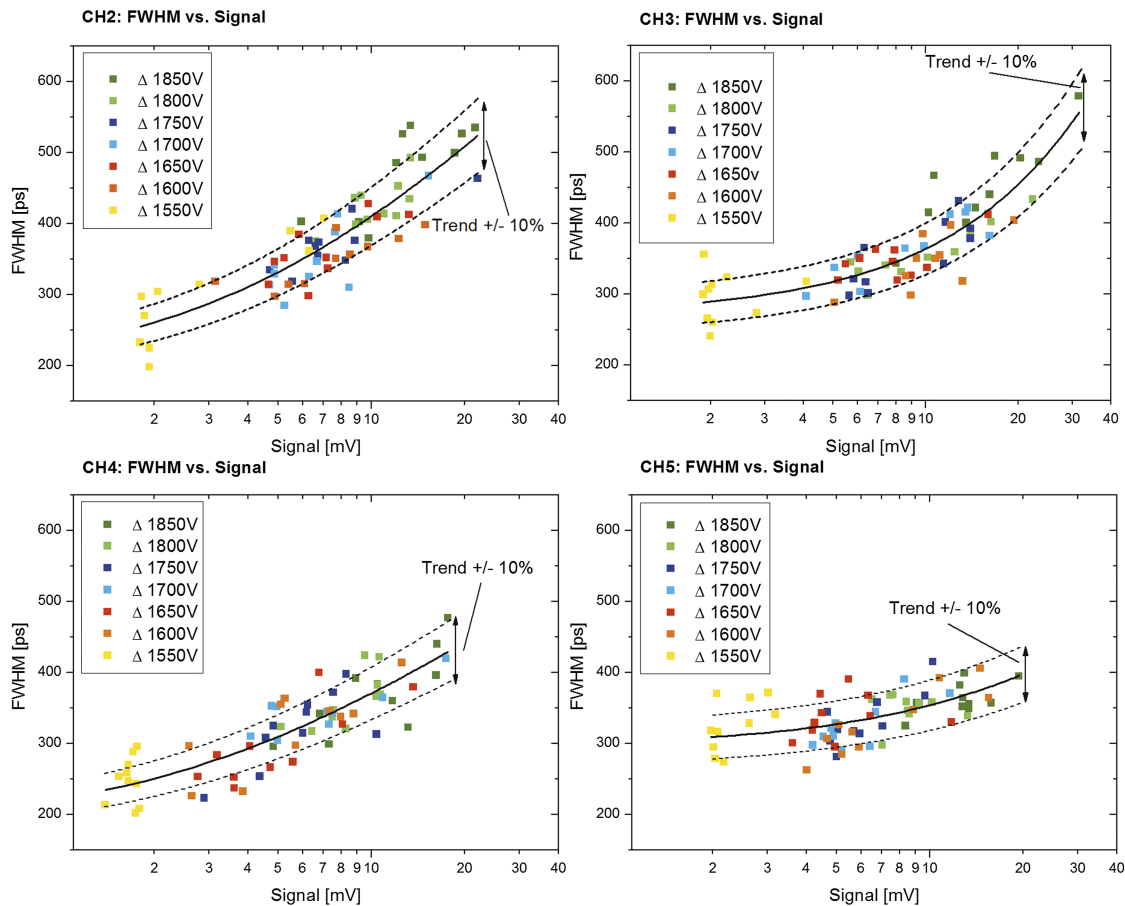 CH2: FWHM vs. Signal
FWHM [ps]
600
500
400
300
200
Δ 1850V
Δ 1800V
Δ 1750V
Δ 1700V
Δ 1650V
Δ 1600V
Δ 1550V
Trend +/- 10%
2 3 4 5 6 7 8 9 10 20 30 40
Signal [mV]
CH3: FWHM vs. Signal
FWHM [ps]
600
500
400
300
200
Δ 1850V
Δ 1800V
Δ 1750V
Δ 1700V
Δ 1650v
Δ 1600V
Δ 1550V
Trend +/- 10%
2 3 4 5 6 7 8 9 10 20 30 40
Signal [mV]
CH4: FWHM vs. Signal
FWHM [ps]
600
500
400
300
200
Δ 1850V
Δ 1800V
Δ 1750V
Δ 1700V
Δ 1650V
Δ 1600V
Δ 1550V
Trend +/- 10%
2 3 4 5 6 7 8 9 10 20 30 40
Signal [mV]
CH5: FWHM vs. Signal
FWHM [ps]
600
500
400
300
200
Δ 1850V
Δ 1800V
Δ 1750V
Δ 1700V
Δ 1650V
Δ 1600V
Δ 1550V
Trend +/- 10%
2 3 4 5 6 7 8 9 10 20 30 40
Signal [mV]